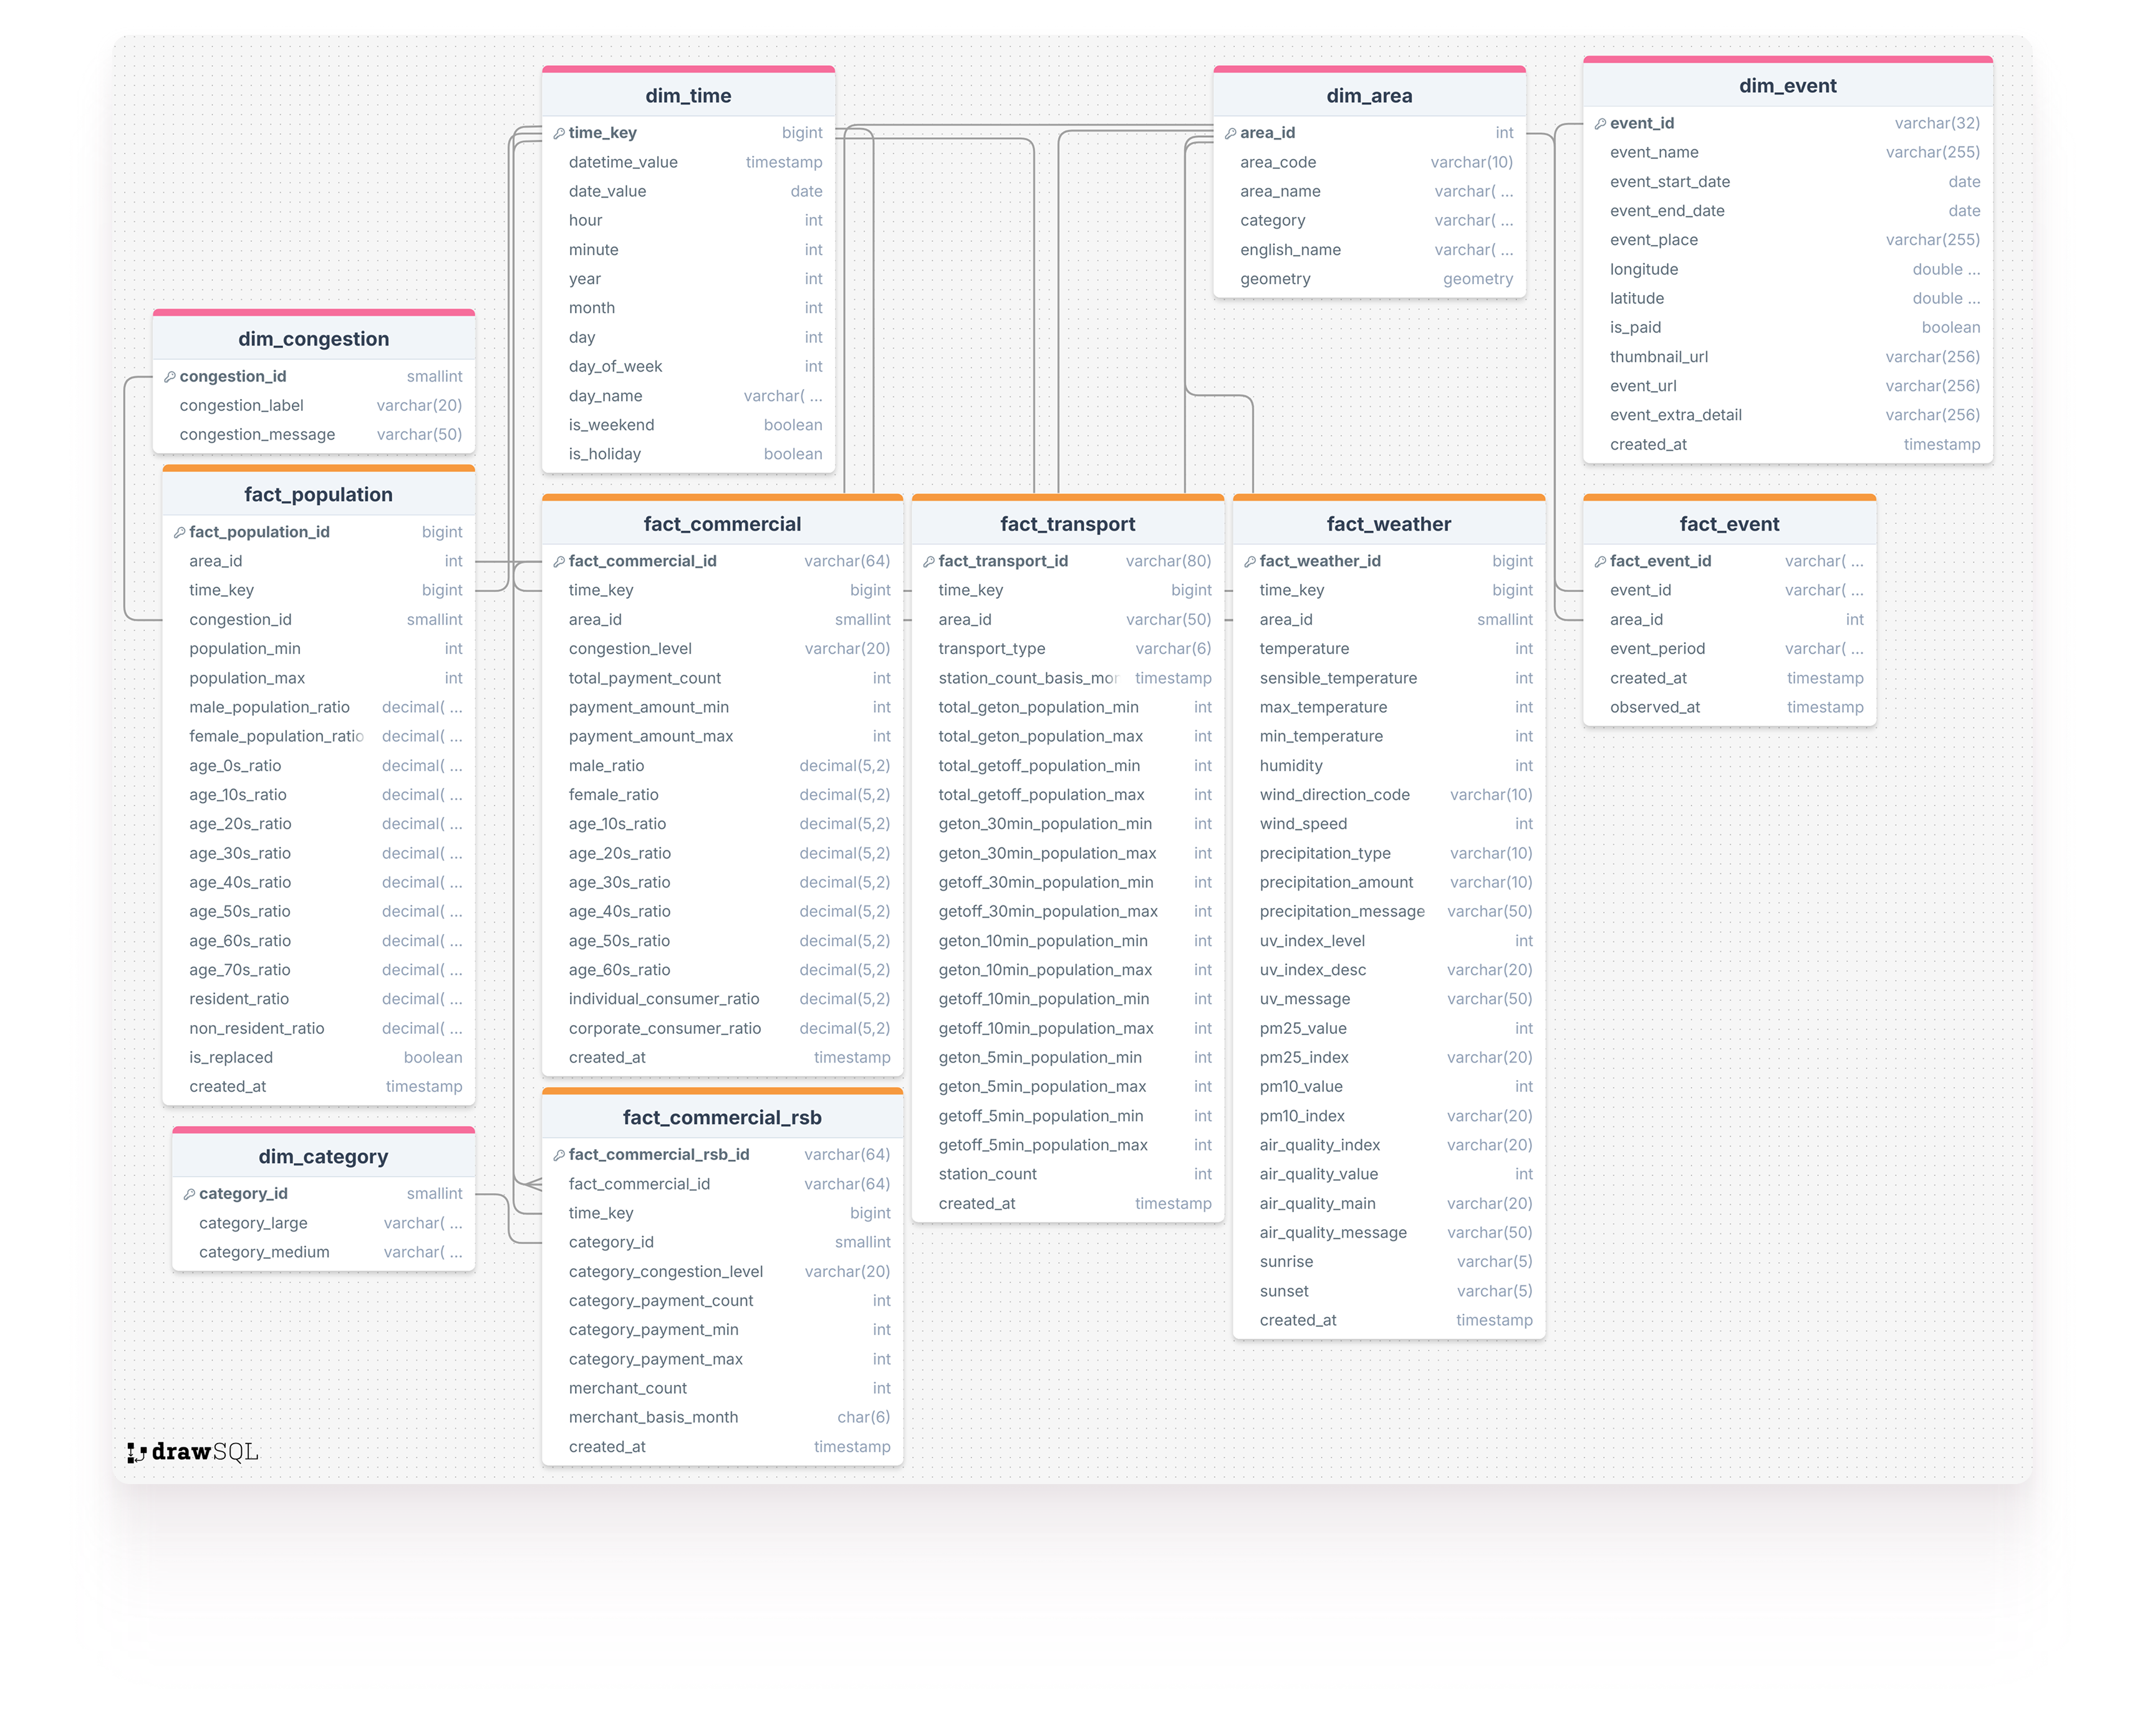 dim_time
time_key bigint
datetime_value timestamp
date_value date
hour int
minute int
year int
month int
day int
day_of_week int
day_name varchar( ...
is_weekend boolean
is_holiday boolean
dim_area
area_id int
area_code varchar(10)
area_name varchar( ...
category varchar( ...
english_name varchar( ...
geometry geometry
dim_event
event_id varchar(32)
event_name varchar(255)
event_start_date date
event_end_date date
event_place varchar(255)
longitude double ...
latitude double ...
is_paid boolean
thumbnail_url varchar(256)
event_url varchar(256)
event_extra_detail varchar(256)
created_at timestamp
dim_congestion
congestion_id smallint
congestion_label varchar(20)
congestion_message varchar(50)
fact_population
fact_population_id bigint
area_id int
time_key bigint
congestion_id smallint
population_min int
population_max int
male_population_ratio decimal( ...
female_population_ratio decimal( ...
age_0s_ratio decimal( ...
age_10s_ratio decimal( ...
age_20s_ratio decimal( ...
age_30s_ratio decimal( ...
age_40s_ratio decimal( ...
age_50s_ratio decimal( ...
age_60s_ratio decimal( ...
age_70s_ratio decimal( ...
resident_ratio decimal( ...
non_resident_ratio decimal( ...
is_replaced boolean
created_at timestamp
dim_category
category_id smallint
category_large varchar( ...
category_medium varchar( ...
fact_commercial
fact_commercial_id varchar(64)
time_key bigint
area_id smallint
congestion_level varchar(20)
total_payment_count int
payment_amount_min int
payment_amount_max int
male_ratio decimal(5,2)
female_ratio decimal(5,2)
age_10s_ratio decimal(5,2)
age_20s_ratio decimal(5,2)
age_30s_ratio decimal(5,2)
age_40s_ratio decimal(5,2)
age_50s_ratio decimal(5,2)
age_60s_ratio decimal(5,2)
individual_consumer_ratio decimal(5,2)
corporate_consumer_ratio decimal(5,2)
created_at timestamp
fact_commercial_rsb
fact_commercial_rsb_id varchar(64)
fact_commercial_id varchar(64)
time_key bigint
category_id smallint
category_congestion_level varchar(20)
category_payment_count int
category_payment_min int
category_payment_max int
merchant_count int
merchant_basis_month char(6)
created_at timestamp
fact_transport
fact_transport_id varchar(80)
time_key bigint
area_id varchar(50)
transport_type varchar(6)
station_count_basis_mor timestamp
total_geton_population_min int
total_geton_population_max int
total_getoff_population_min int
total_getoff_population_max int
geton_30min_population_min int
geton_30min_population_max int
getoff_30min_population_min int
getoff_30min_population_max int
geton_10min_population_min int
geton_10min_population_max int
getoff_10min_population_min int
getoff_10min_population_max int
geton_5min_population_min int
geton_5min_population_max int
getoff_5min_population_min int
getoff_5min_population_max int
station_count int
created_at timestamp
fact_weather
fact_weather_id bigint
time_key bigint
area_id smallint
temperature int
sensible_temperature int
max_temperature int
min_temperature int
humidity int
wind_direction_code varchar(10)
wind_speed int
precipitation_type varchar(10)
precipitation_amount varchar(10)
precipitation_message varchar(50)
uv_index_level int
uv_index_desc varchar(20)
uv_message varchar(50)
pm25_value int
pm25_index varchar(20)
pm10_value int
pm10_index varchar(20)
air_quality_index varchar(20)
air_quality_value int
air_quality_main varchar(20)
air_quality_message varchar(50)
sunrise varchar(5)
sunset varchar(5)
created_at timestamp
fact_event
fact_event_id varchar( ...
event_id varchar( ...
area_id int
event_period varchar( ...
created_at timestamp
observed_at timestamp
drawSQL